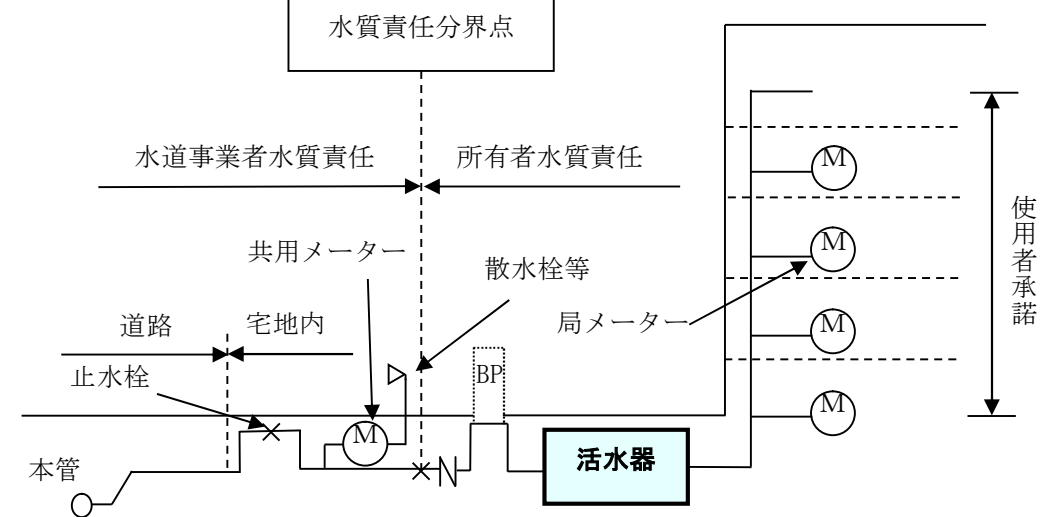 水質責任分界点
水道事業者水質責任
所有者水質責任
M
使用者承諾
共用メーター
散水栓等
M
道路
宅地内
局メーター
M
止水栓
BP
M
M
本管
活水器